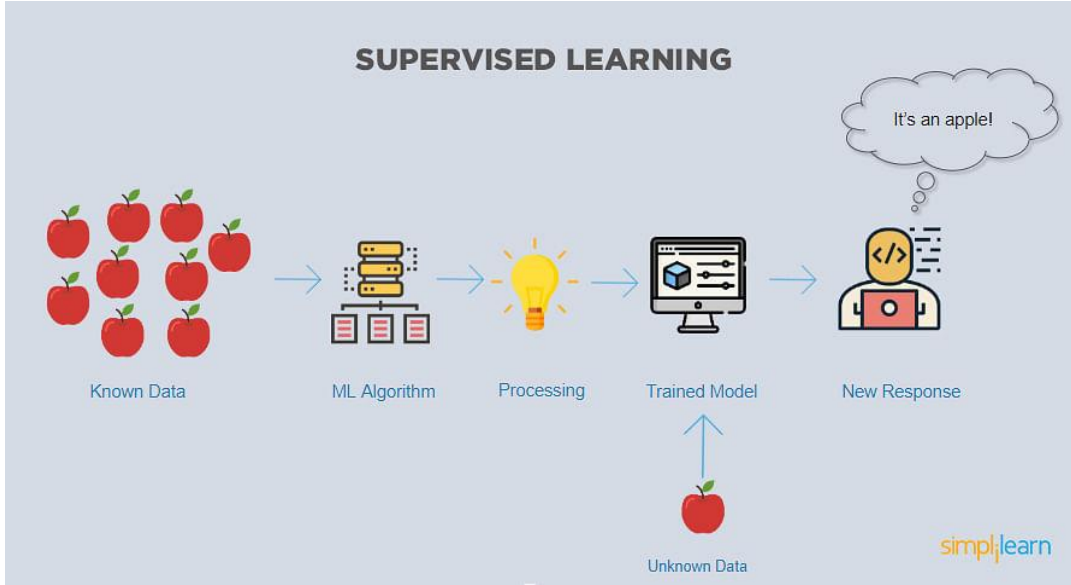 SUPERVISED LEARNING
It's an apple!
Known Data
ML Algorithm
Processing
Trained Model
New Response
Unknown Data
simplilearn